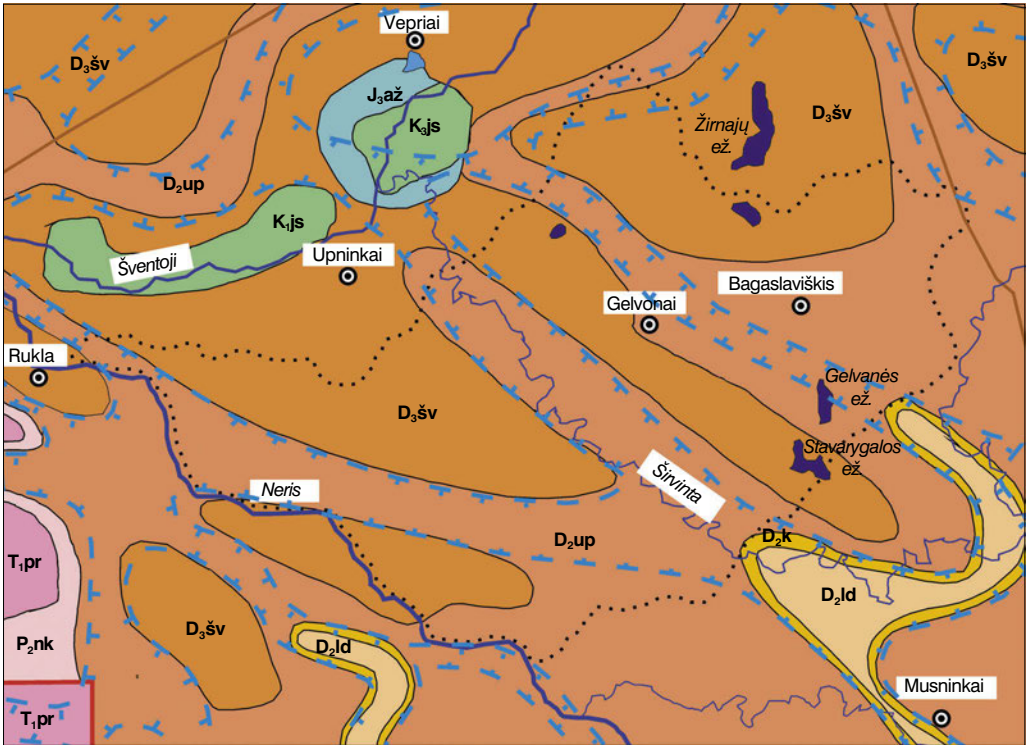 Vepriai
D₃šv
D₃šv
J₃až
K₃js
Žirnajų
ež.
D₃šv
D₂up
K₁js
Šventoji
Upninkai
Bagaslaviškis
Gelvonai
Rukla
Gelvanės
ež.
D₃šv
Stavarygalos
ež.
Širvinta
Neris
D₂up
D₂k
T₁pr
D₂ld
D₃šv
P₂nk
D₂ld
Musninkai
T₁pr